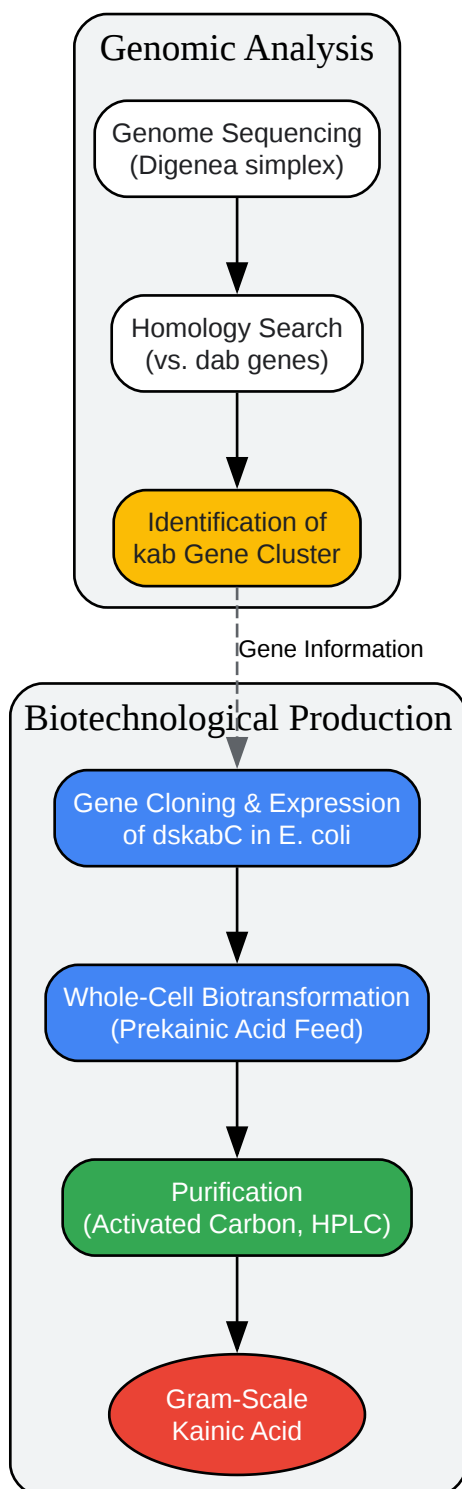 Genomic Analysis
Genome Sequencing
(Digenea simplex)
Homology Search
(vs. dab genes)
Identification of
kab Gene Cluster
Gene Information
Biotechnological Production
Gene Cloning & Expression
of dskabC in E. coli
Whole-Cell Biotransformation
(Prekainic Acid Feed)
Purification
(Activated Carbon, HPLC)
Gram-Scale
Kainic Acid